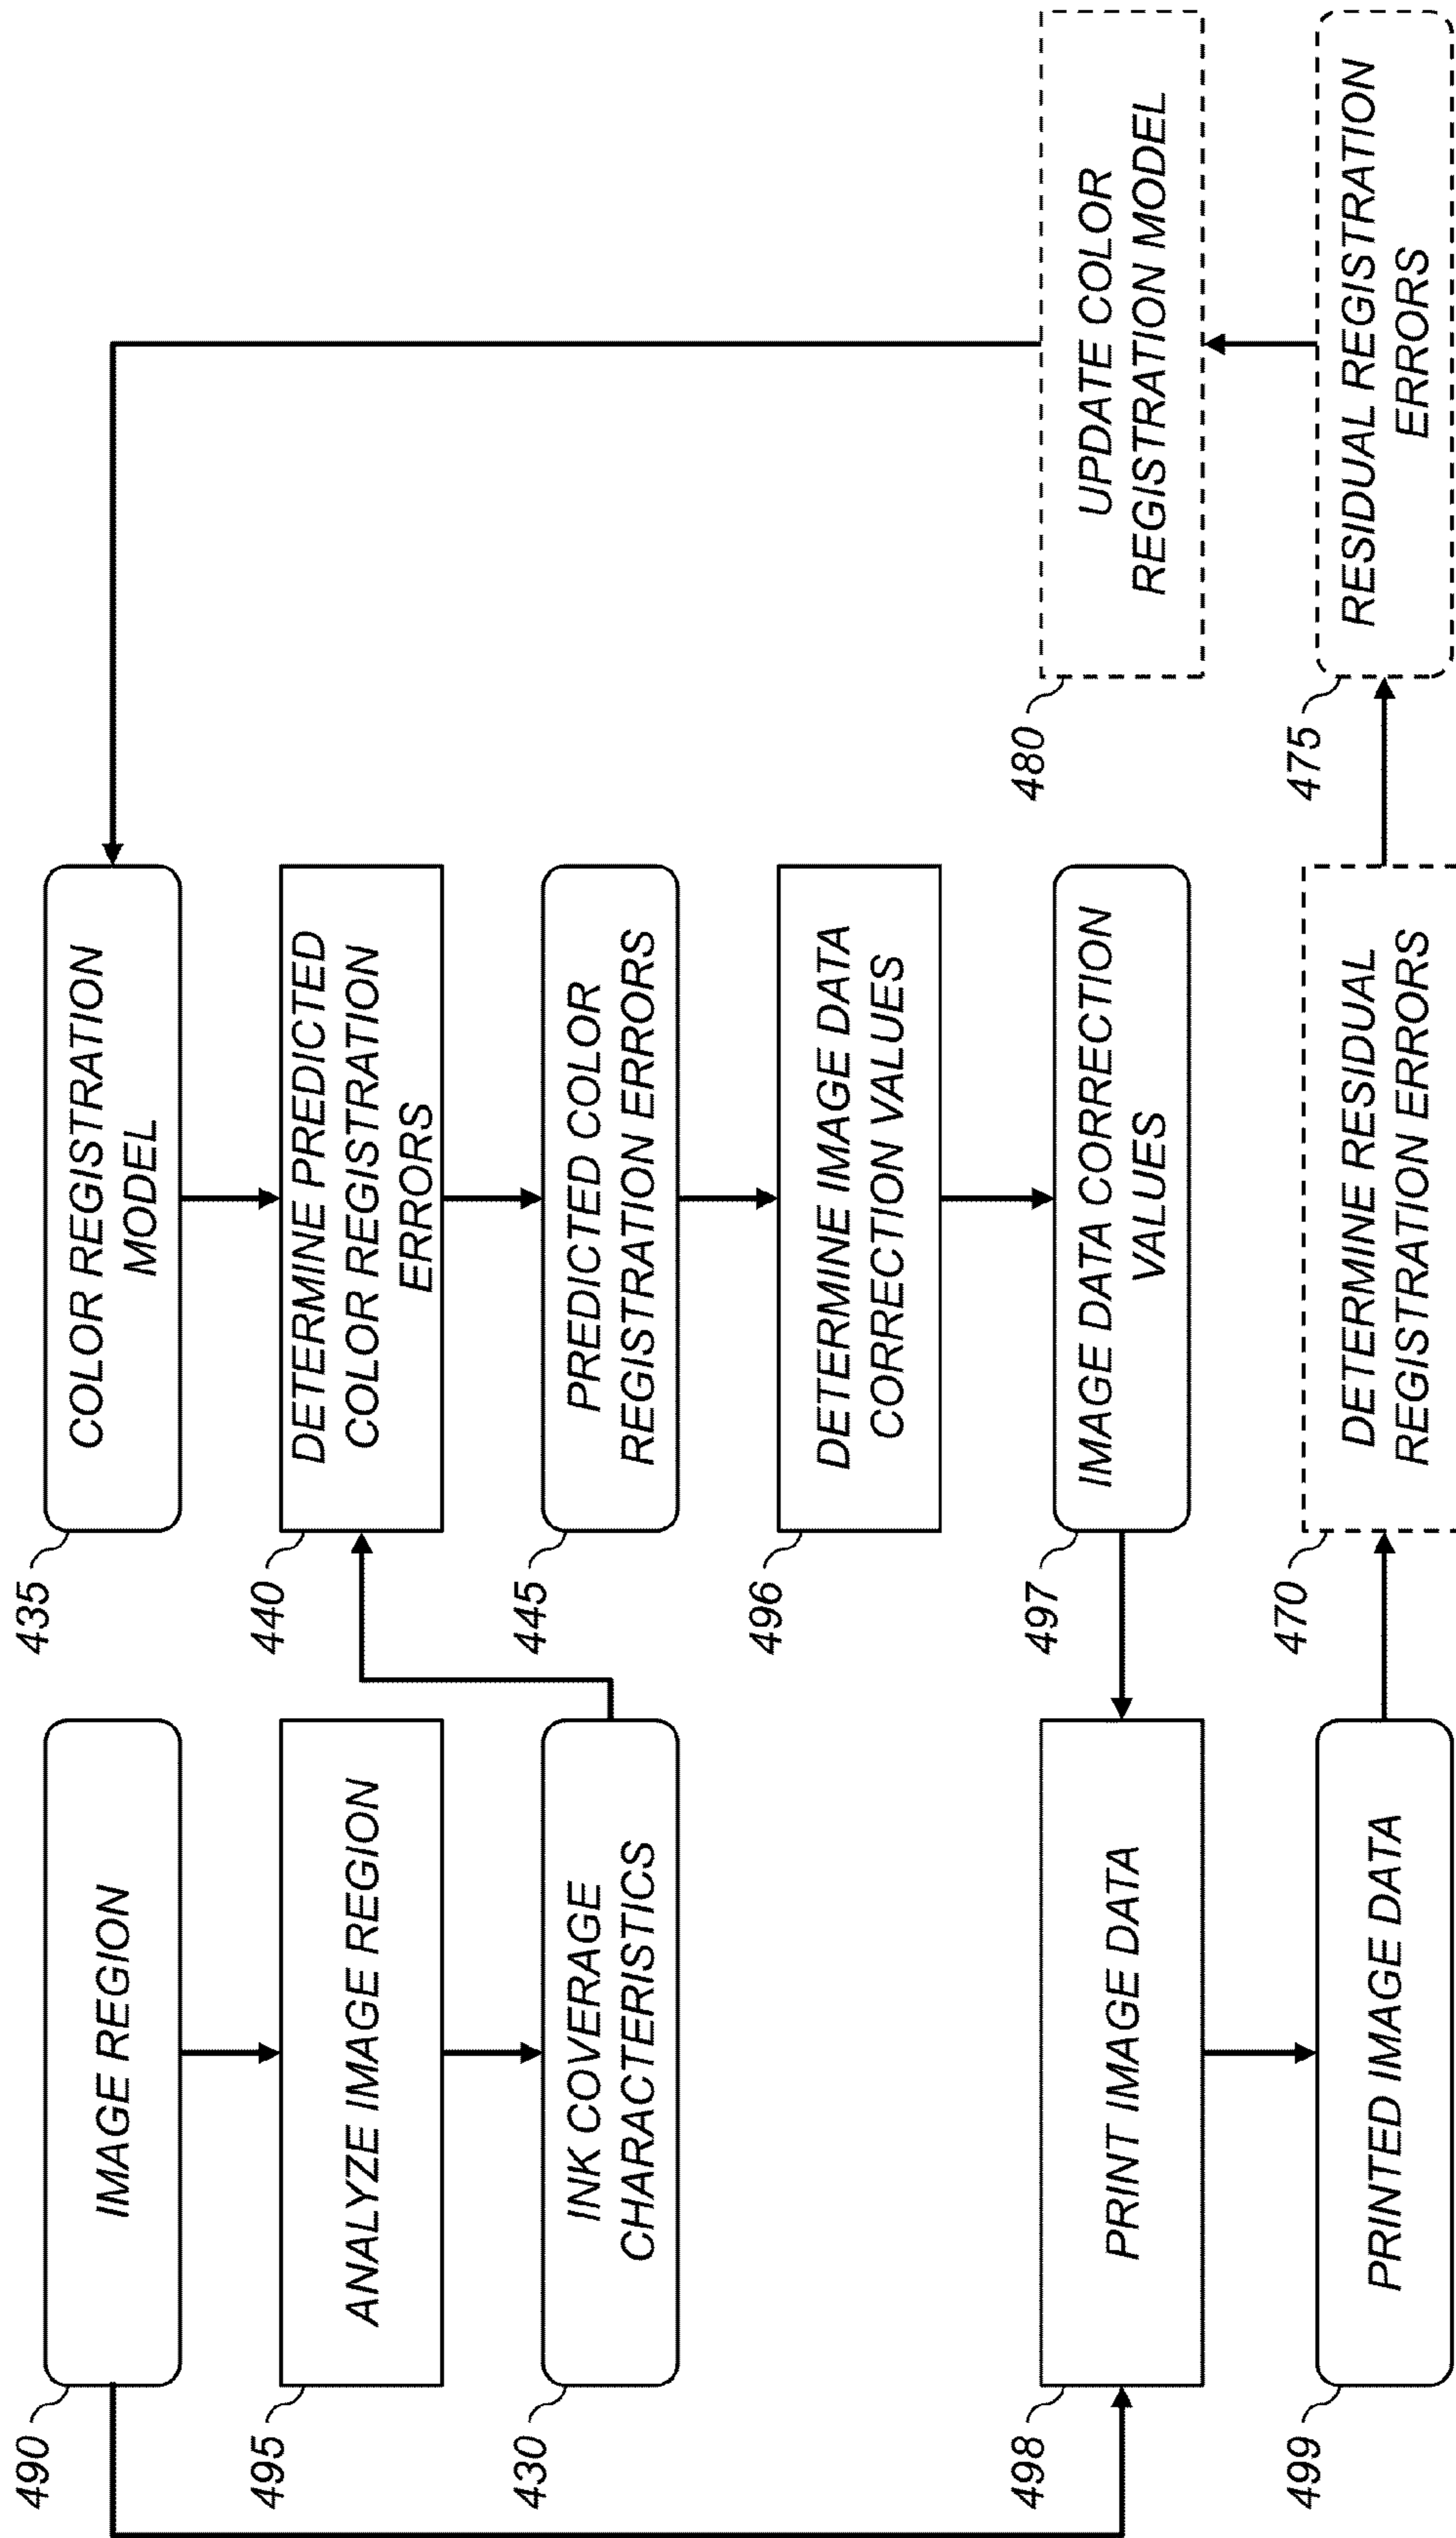 490
IMAGE REGION
495
ANALYZE IMAGE REGION
430
INK COVERAGE
CHARACTERISTICS
498
PRINT IMAGE DATA
499
PRINTED IMAGE DATA
435
COLOR REGISTRATION
MODEL
440
DETERMINE PREDICTED
COLOR REGISTRATION
ERRORS
445
PREDICTED COLOR
REGISTRATION ERRORS
496
DETERMINE IMAGE DATA
CORRECTION VALUES
497
IMAGE DATA CORRECTION
VALUES
470
DETERMINE RESIDUAL
REGISTRATION ERRORS
480
UPDATE COLOR
REGISTRATION MODEL
475
RESIDUAL REGISTRATION
ERRORS